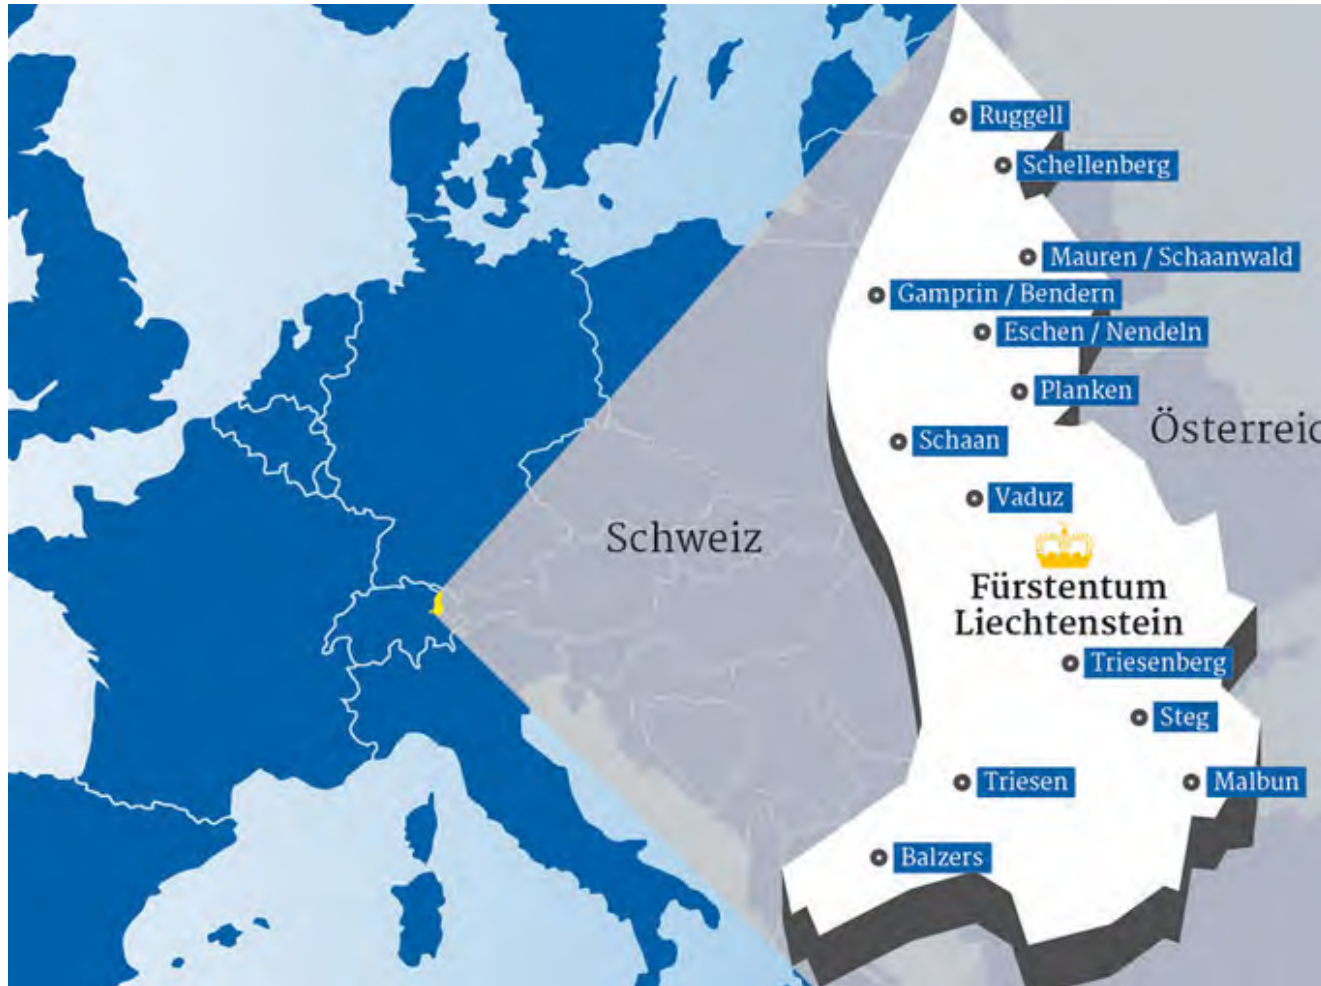 Ruggell
Schellenberg
Mauren / Schaanwald
Gamprin / Bendern
Eschen / Nendeln
Planken
Österreic
Schaan
Vaduz
Schweiz
Fürstentum
Liechtenstein
Triesenberg
Steg
Triesen
Malbun
Balzers